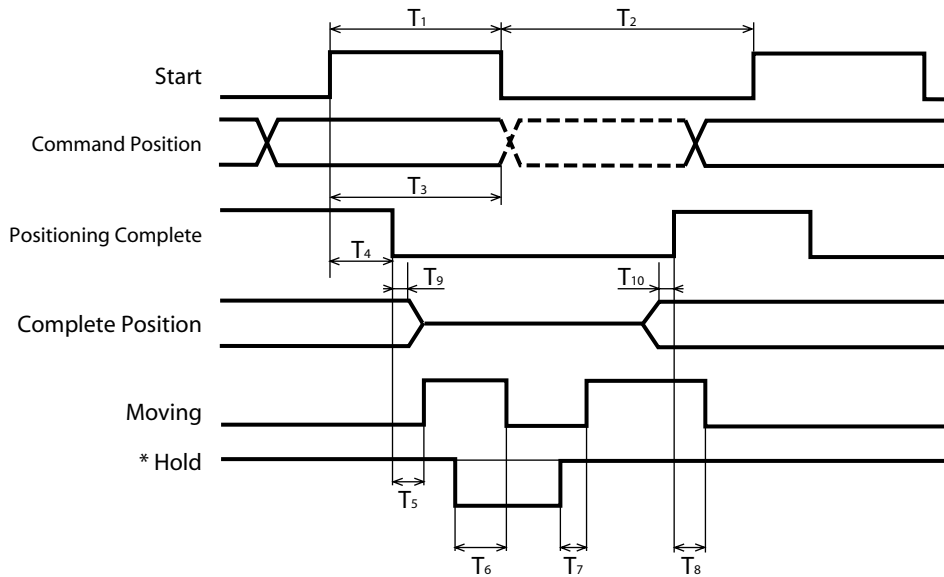 T₁ T₂
Start
Command Position
T₃
Positioning Complete
T₄
T₉ T₁₀
Complete Position
Moving
* Hold
T₅
T₆ T₇ T₈